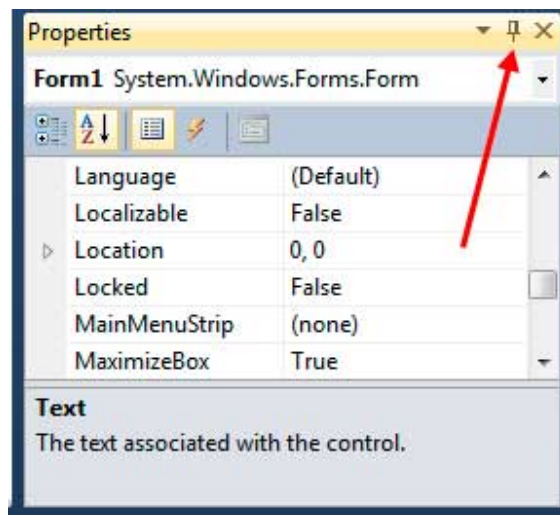 Properties
Form1 System.Windows.Forms.Form
A Z
Language (Default)
Localizable False
Location 0, 0
Locked False
MainMenuStrip (none)
MaximizeBox True
Text
The text associated with the control.